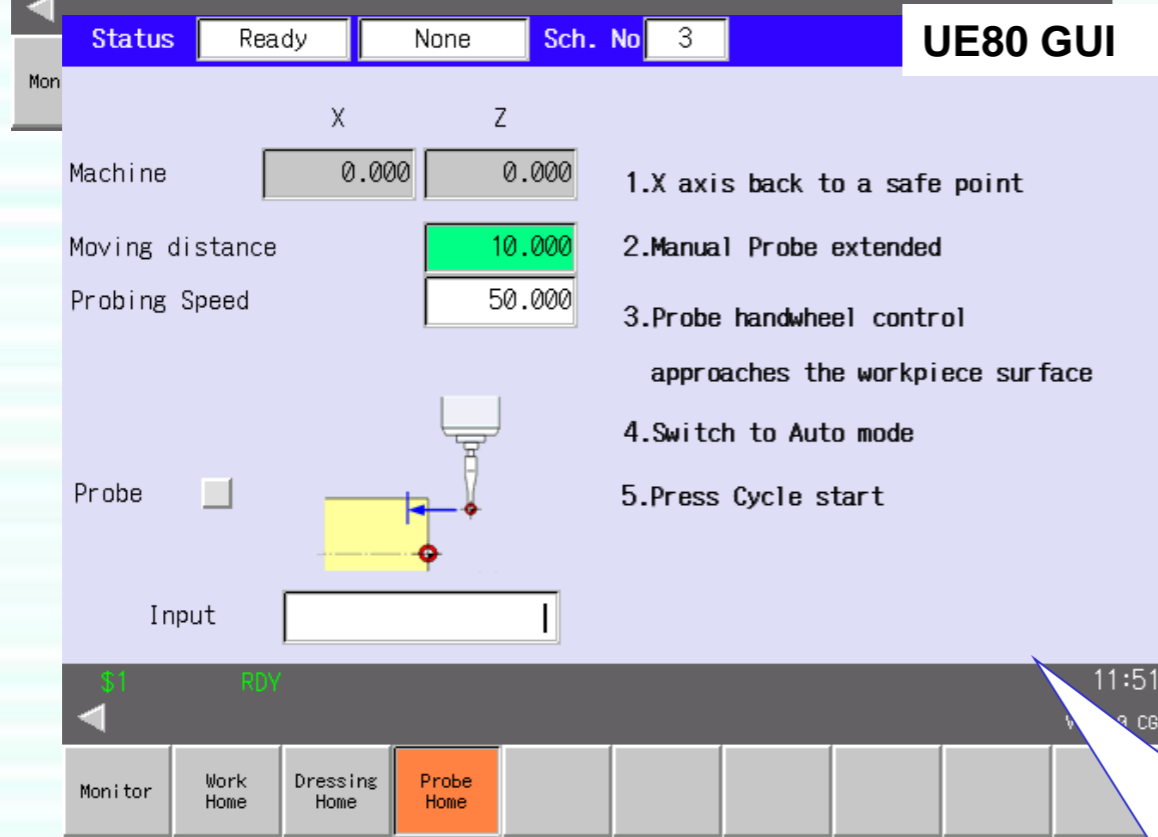 Status Ready None Sch. No 3
UE80 GUI
Mon
X Z
Machine 0.000 0.000
Moving distance 10.000
Probing Speed 50.000
1.X axis back to a safe point
2.Manual Probe extended
3.Probe handwheel control
approaches the workpiece surface
4.Switch to Auto mode
5.Press Cycle start
Probe
Input
$1 RDY 11:51
CG
Monitor
Work
Home
Dressing
Home
Probe
Home